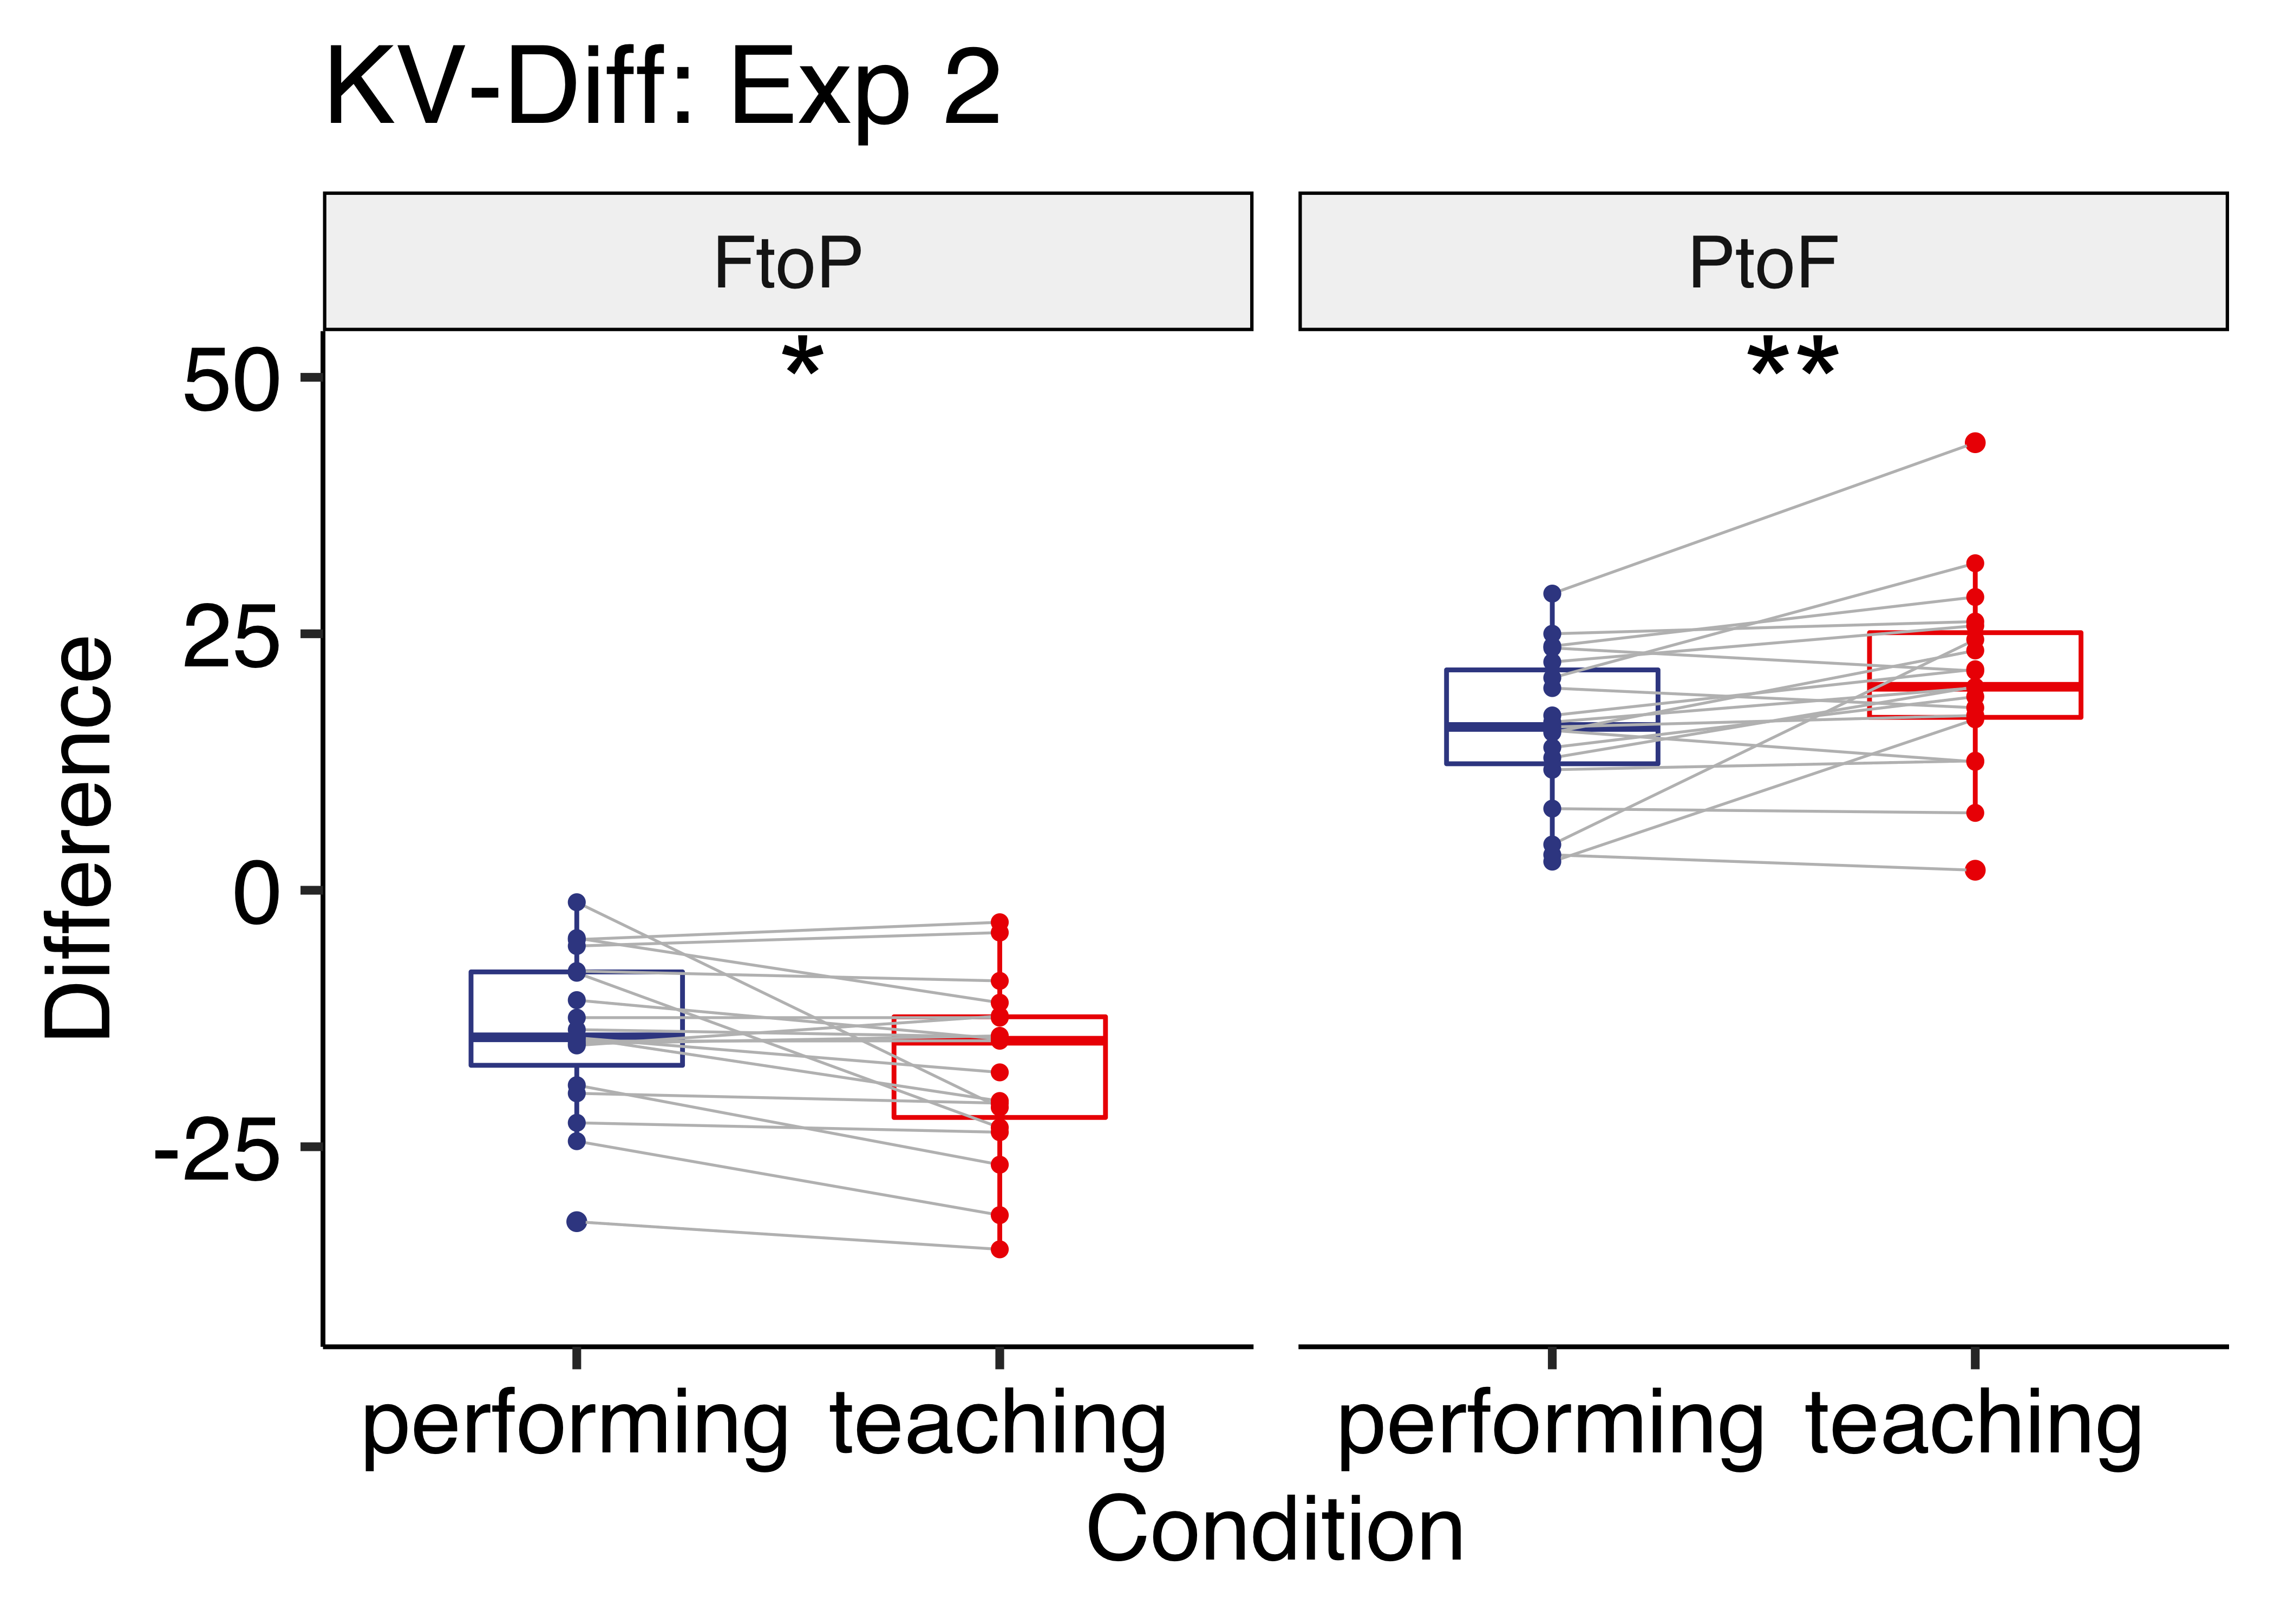 KV-Diff: Exp 2
FtoP PtoF
* **
50
25
0
-25
Difference
performing teaching performing teaching
Condition